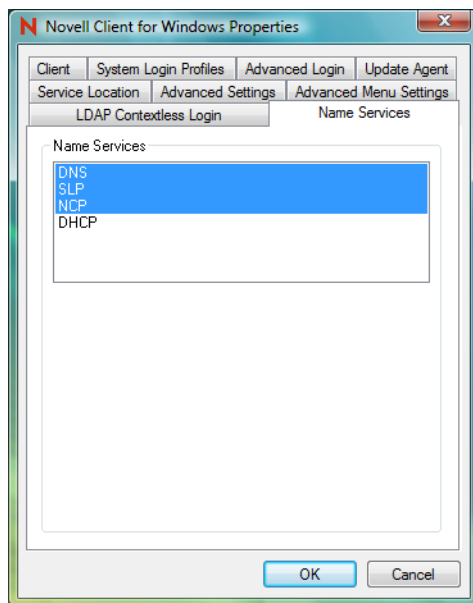 Novell Client for Windows Properties
Client System Login Profiles Advanced Login Update Agent
Service Location Advanced Settings Advanced Menu Settings
LDAP Contextless Login Name Services
Name Services
DNS
SLP
NCP
DHCP
OK Cancel